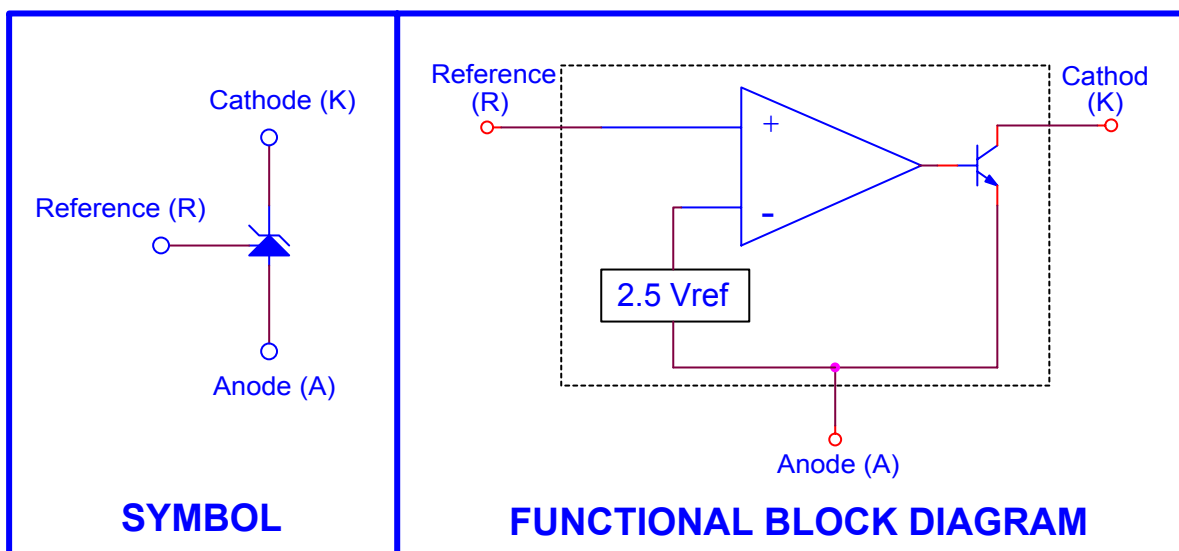 Cathode (K)
Reference (R)
Anode (A)
SYMBOL
Reference
(R)
Cathod
(K)
+
-
2.5 Vref
Anode (A)
FUNCTIONAL BLOCK DIAGRAM